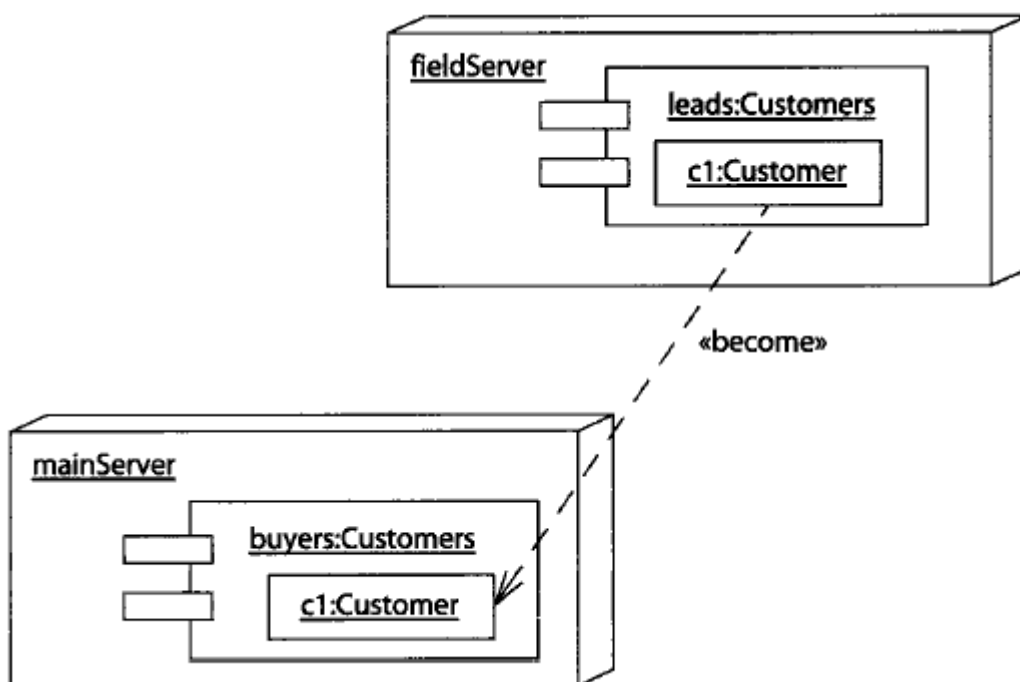 fieldServer
leads:Customers
c1:Customer
«become»
mainServer
buyers:Customers
c1:Customer